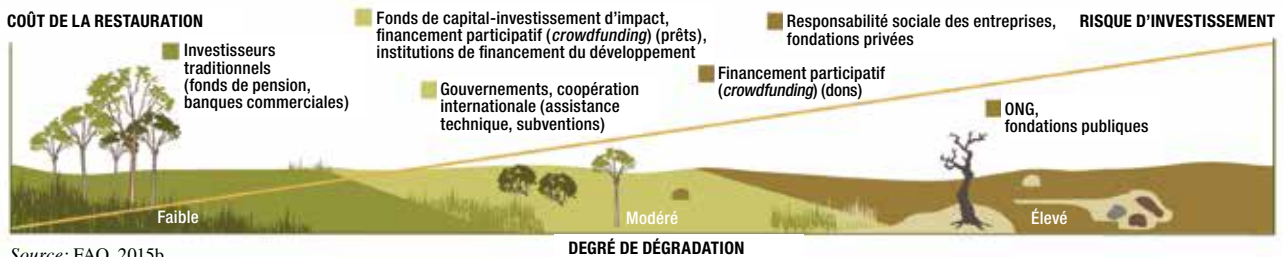 COÛT DE LA RESTAURATION
Investisseurs
traditionnels
(fonds de pension,
banques commerciales)
Fonds de capital-investissement d’impact,
financement participatif (crowdfunding) (prêts),
institutions de financement du développement
Gouvernements, coopération
internationale (assistance
technique, subventions)
Responsabilité sociale des entreprises,
fondations privées
Financement participatif
(crowdfunding) (dons)
RISQUE D’INVESTISSEMENT
ONG,
fondations publiques
Faible
Modéré
Élevé
DEGRÉ DE DÉGRADATION
Source: FAO, 2015b